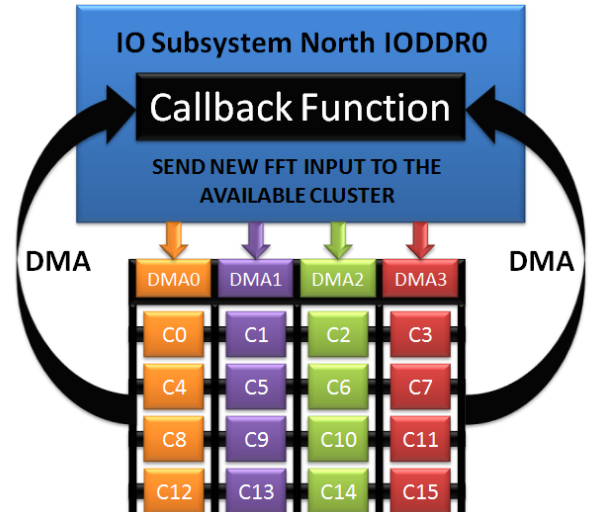 IO Subsystem North IODDR0
Callback Function
SEND NEW FFT INPUT TO THE
AVAILABLE CLUSTER
DMA
DMA
DMA0 DMA1 DMA2 DMA3
C0 C1 C2 C3
C4 C5 C6 C7
C8 C9 C10 C11
C12 C13 C14 C15